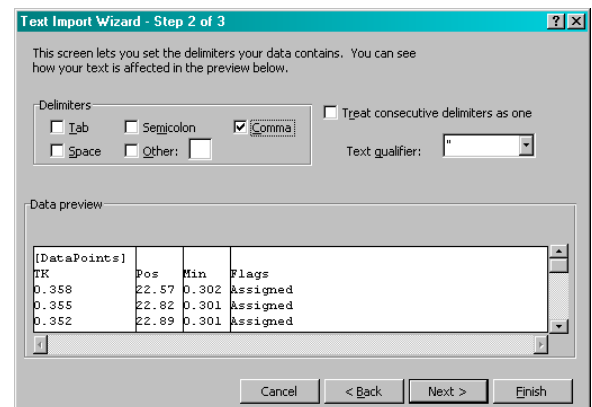 Text Import Wizard - Step 2 of 3
This screen lets you set the delimiters your data contains. You can see
how your text is affected in the preview below.
Delimiters
Tab Semicolon Comma
Space Other:
Treat consecutive delimiters as one
Text qualifier: "
Data preview
[DataPoints]
TK Pos Min Flags
0.358 22.57 0.302 Assigned
0.355 22.82 0.301 Assigned
0.352 22.89 0.301 Assigned
Cancel < Back Next > Finish